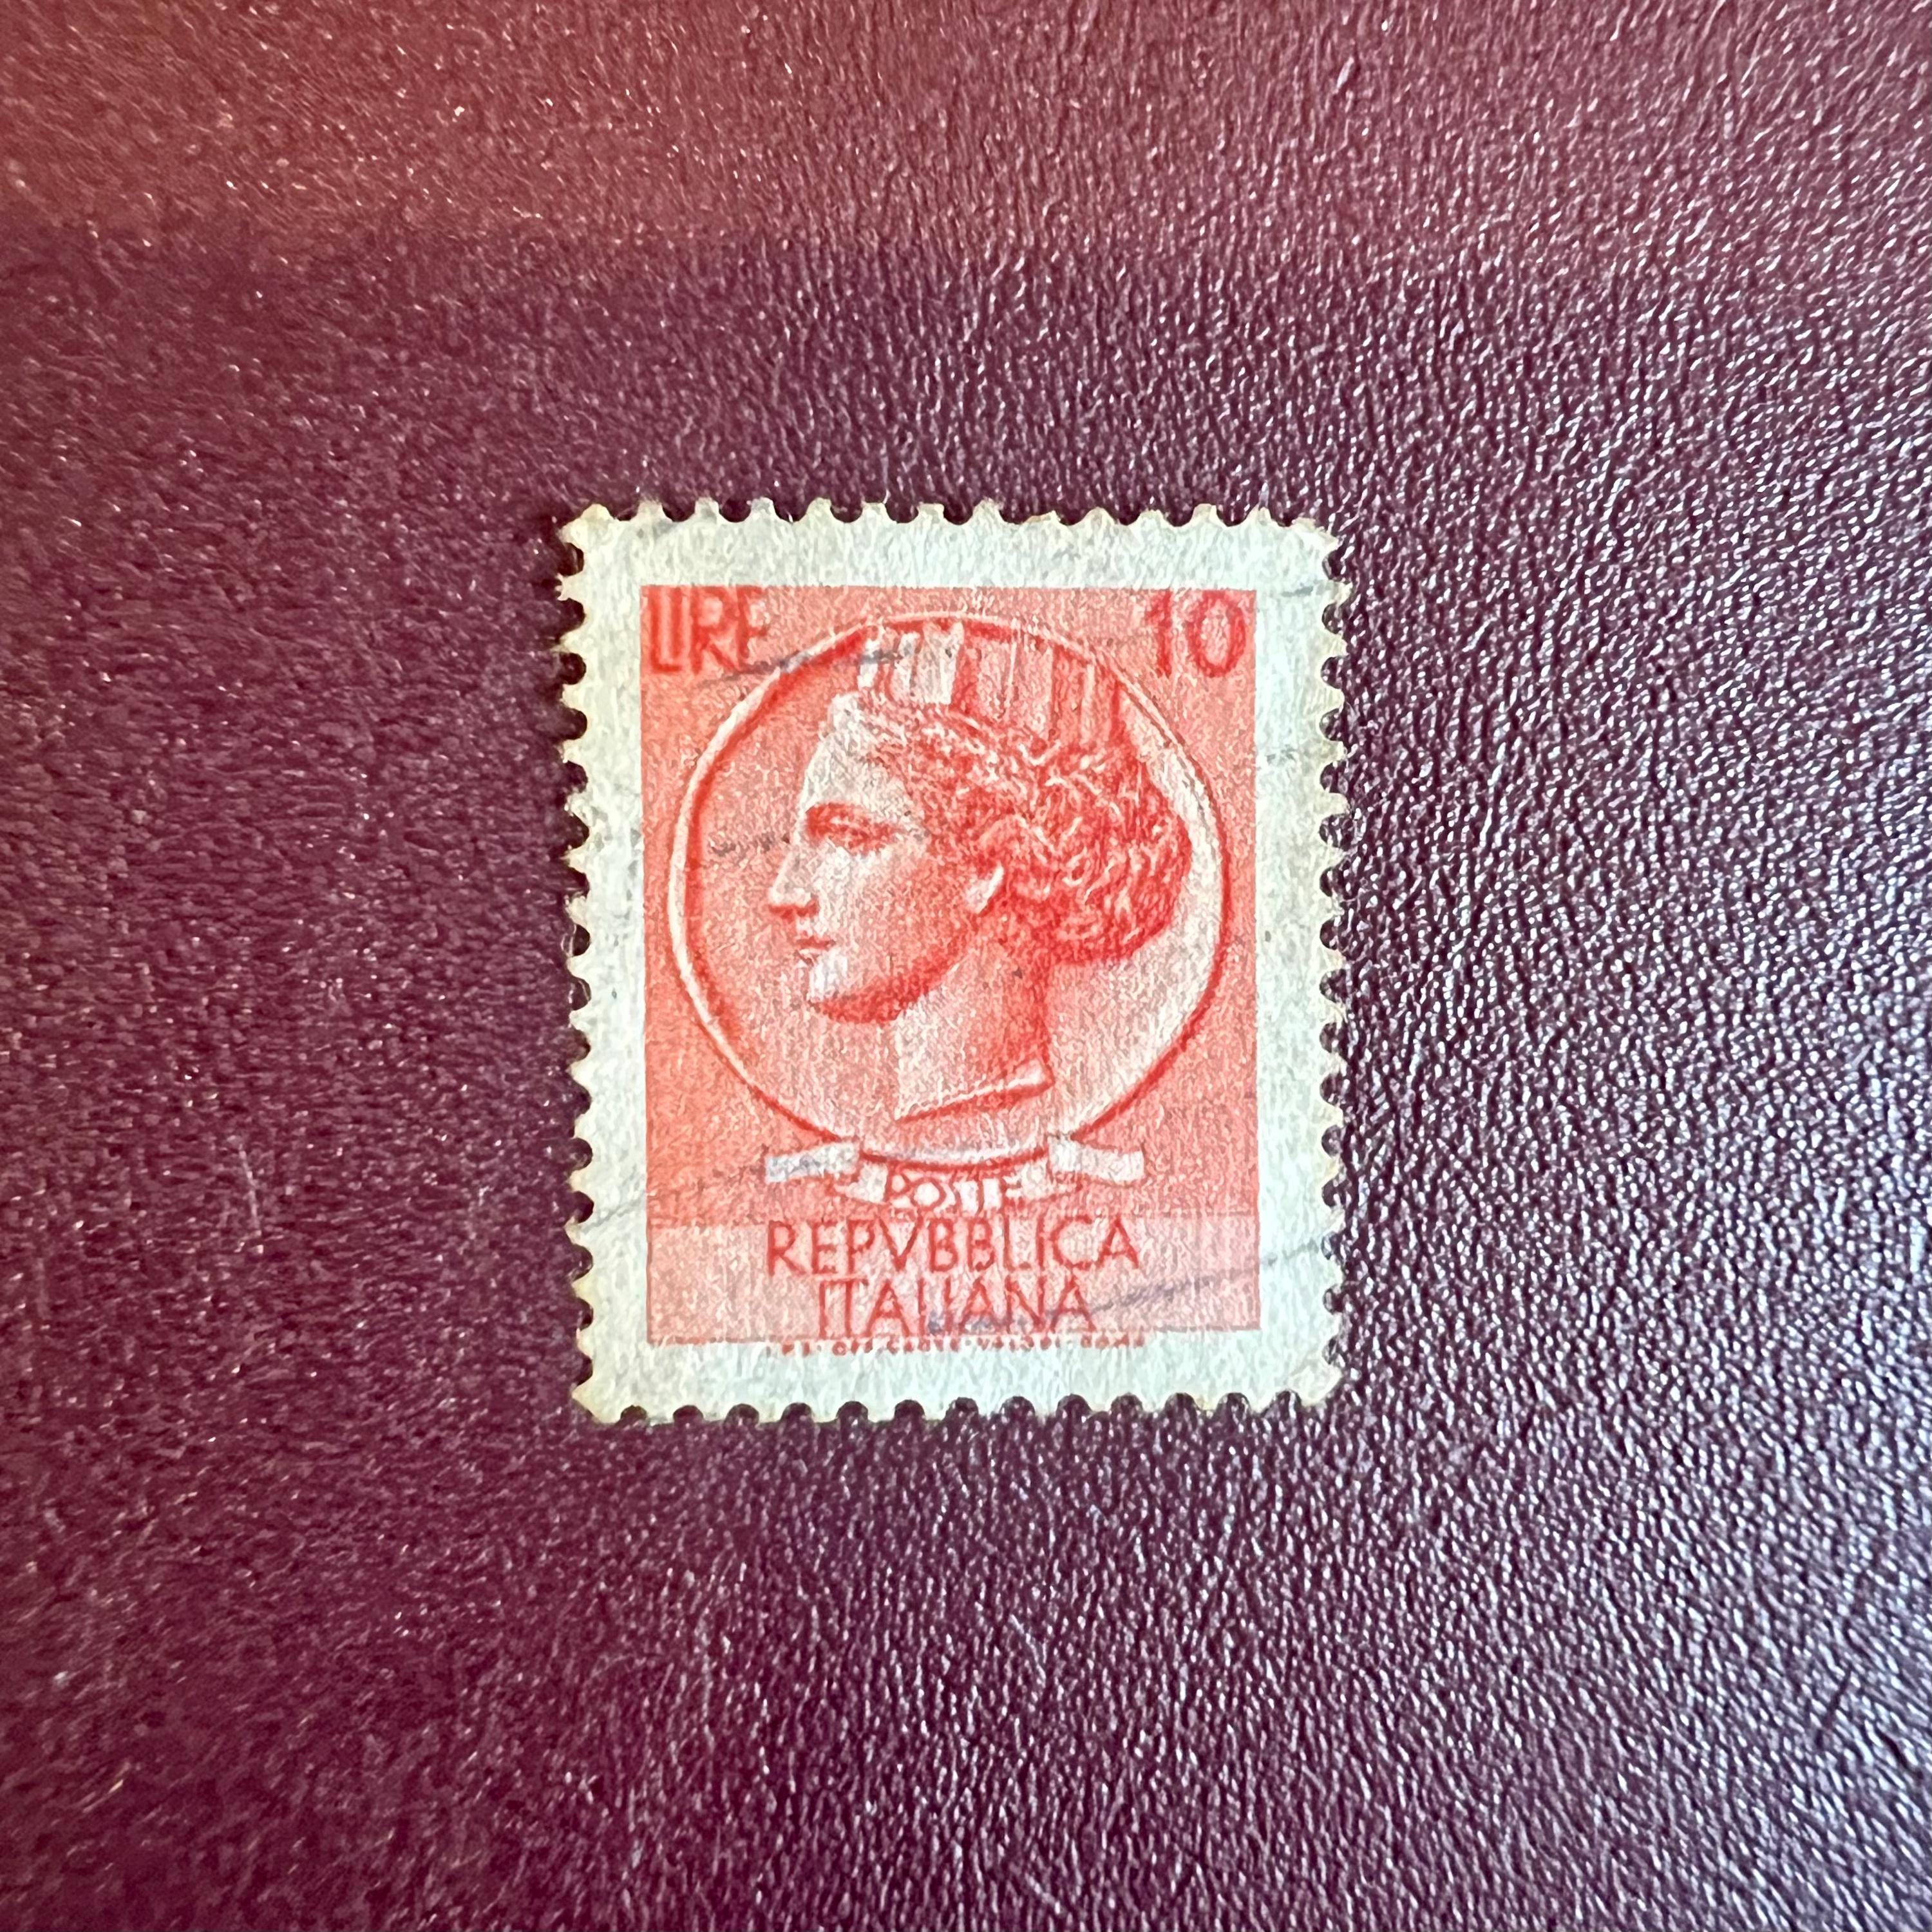 LIRE 10
POSTE
REPVBBLICA
ITALIANA